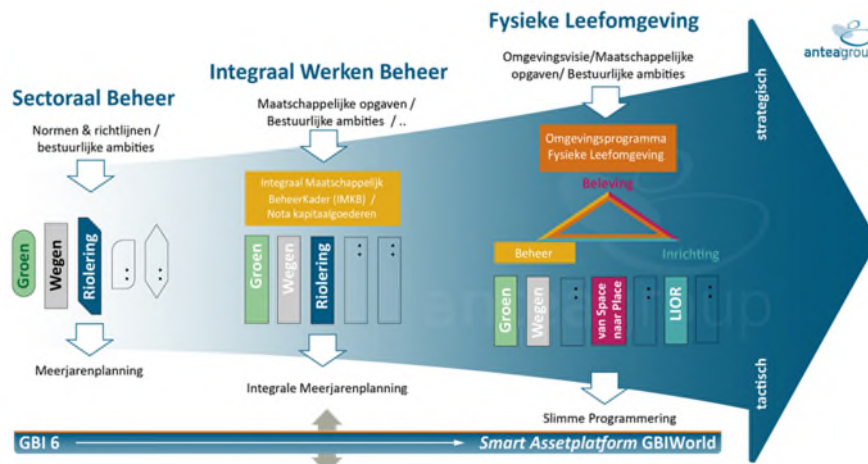 Fysieke Leefomgeving
anteagroup
Omgevingsvisie/Maatschappelijke
opgaven/ Bestuurlijke ambities
Integraal Werken Beheer
Maatschappelijke opgaven /
Bestuurlijke ambities / ..
Sectoraal Beheer
Normen & richtlijnen /
bestuurlijke ambities
strategisch
Omgevingsprogramma
Fysieke Leefomgeving
Beleving
Beheer
Inrichting
Integraal Maatschappelijk
BeheerKader (IMKB) /
Nota kapitaalgoederen
Groen
Wegen
Riolering
..
..
Groen
Wegen
Riolering
..
..
Groen
Wegen
..
van Space
naar Place
..
LIOR
..
anteagroup
Meerjarenplanning
Integrale Meerjarenplanning
Slimme Programmering
tactisch
GBI 6
Smart Assetplatform GBIWorld